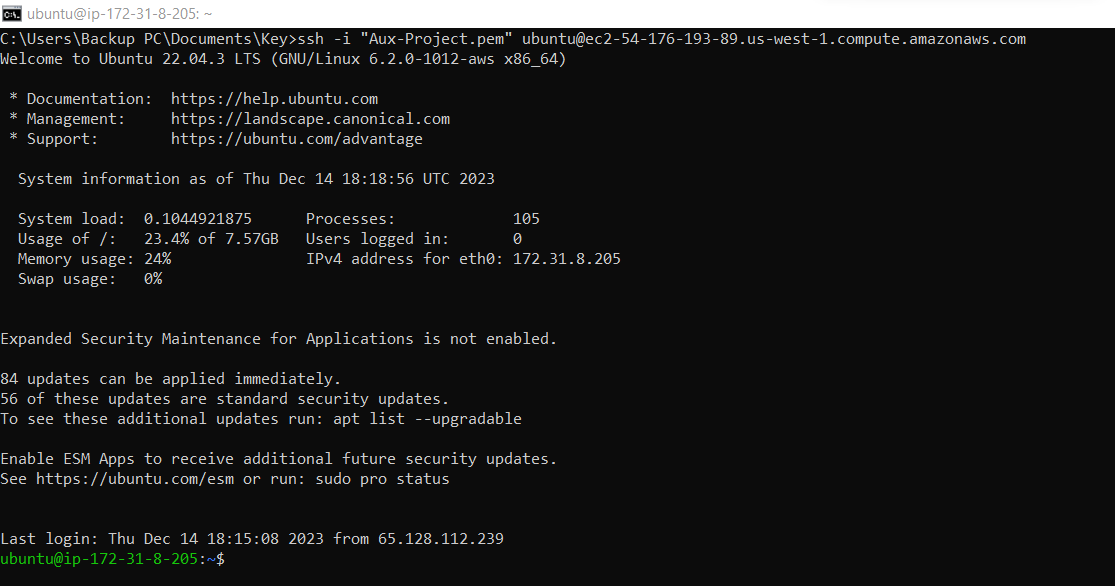 ubuntu@ip-172-31-8-205: ~
C:\Users\Backup PC\Documents\Key>ssh -i "Aux-Project.pem" ubuntu@ec2-54-176-193-89.us-west-1.compute.amazonaws.com
Welcome to Ubuntu 22.04.3 LTS (GNU/Linux 6.2.0-1012-aws x86_64)

 * Documentation:  https://help.ubuntu.com
 * Management:     https://landscape.canonical.com
 * Support:        https://ubuntu.com/advantage

  System information as of Thu Dec 14 18:18:56 UTC 2023

  System load:  0.1044921875      Processes:             105
  Usage of /:   23.4% of 7.57GB   Users logged in:       0
  Memory usage: 24%               IPv4 address for eth0: 172.31.8.205
  Swap usage:   0%


Expanded Security Maintenance for Applications is not enabled.

84 updates can be applied immediately.
56 of these updates are standard security updates.
To see these additional updates run: apt list --upgradable

Enable ESM Apps to receive additional future security updates.
See https://ubuntu.com/esm or run: sudo pro status


Last login: Thu Dec 14 18:15:08 2023 from 65.128.112.239
ubuntu@ip-172-31-8-205:~$